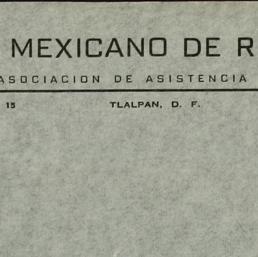 MEXICANO DE R
ASOCIACION DE ASISTENCIA
15 TLALPAN, D. F.